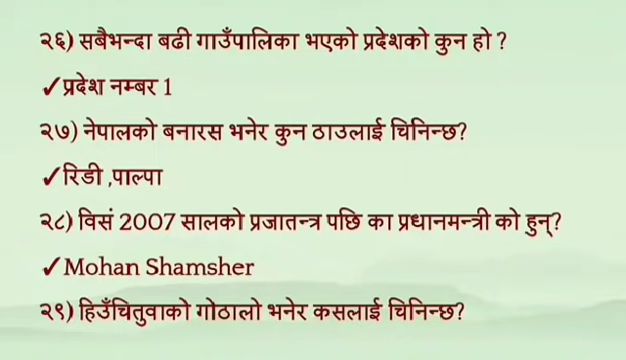 २६) सबैभन्दा बढी गाउँपालिका भएको प्रदेशको कुन हो ?
✓प्रदेश नम्बर 1
२७) नेपालको बनारस भनेर कुन ठाउलाई चिनिन्छ?
✓रिडी ,पाल्पा
२८) विसं 2007 सालको प्रजातन्त्र पछि का प्रधानमन्त्री को हुन्?
✓Mohan Shamsher
२९) हिउँचितुवाको गोठालो भनेर कसलाई चिनिन्छ?